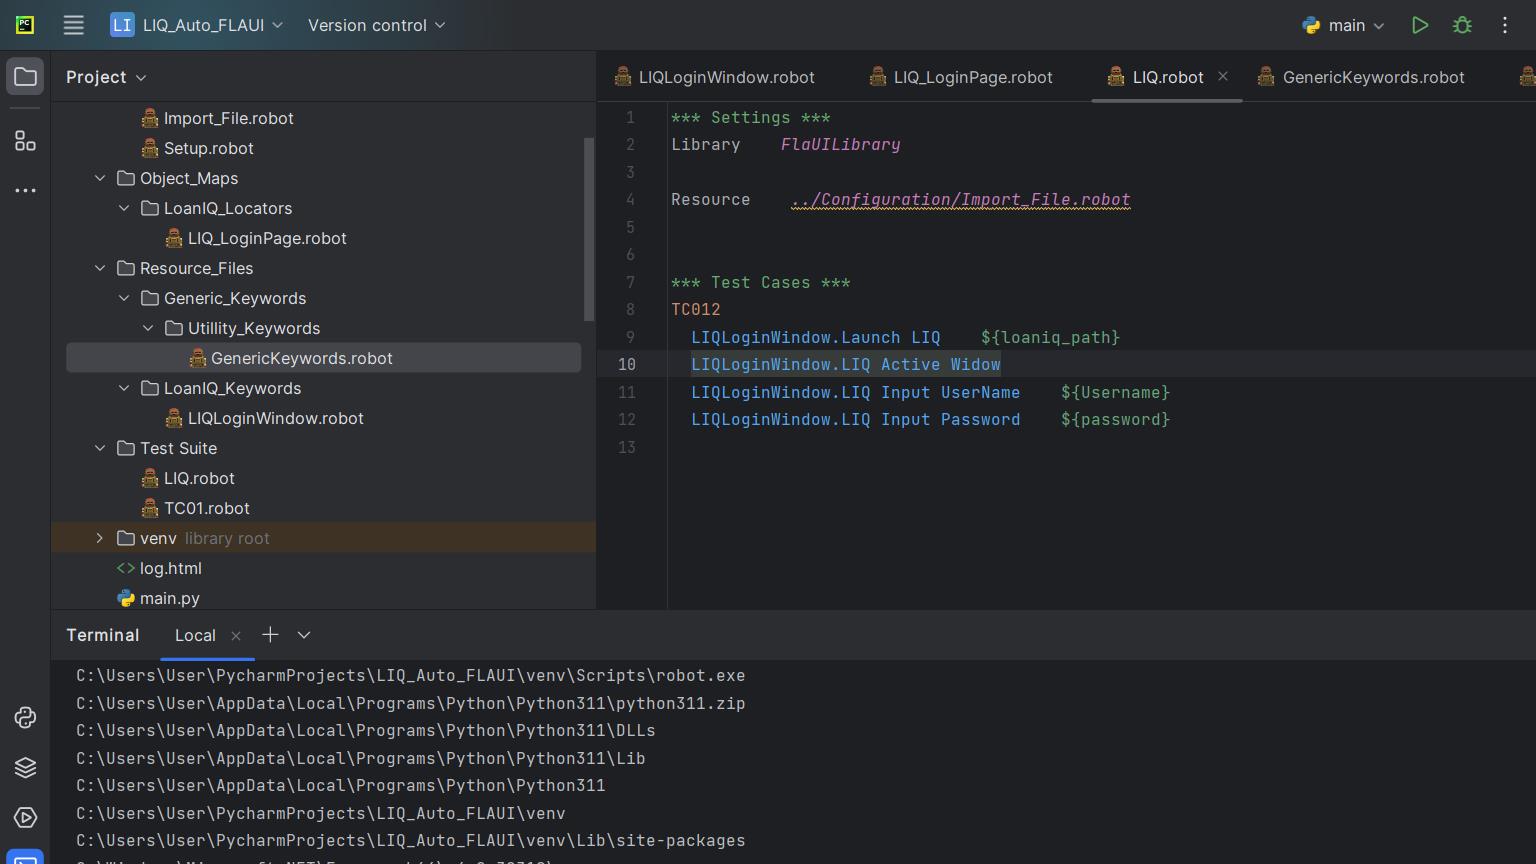 PC
LI LIQ_Auto_FLAUI Version control
main
Project
Import_File.robot
Setup.robot
Object_Maps
LoanIQ_Locators
LIQ_LoginPage.robot
Resource_Files
Generic_Keywords
Utillity_Keywords
GenericKeywords.robot
LoanIQ_Keywords
LIQLoginWindow.robot
Test Suite
LIQ.robot
TC01.robot
venv library root
log.html
main.py
LIQLoginWindow.robot LIQ_LoginPage.robot LIQ.robot GenericKeywords.robot
1 *** Settings ***
2 Library    FlaUILibrary
3
4 Resource    ../Configuration/Import_File.robot
5
6
7 *** Test Cases ***
8 TC012
9   LIQLoginWindow.Launch LIQ    ${loaniq_path}
10   LIQLoginWindow.LIQ Active Widow
11   LIQLoginWindow.LIQ Input UserName    ${Username}
12   LIQLoginWindow.LIQ Input Password    ${password}
13
Terminal Local
C:\Users\User\PycharmProjects\LIQ_Auto_FLAUI\venv\Scripts\robot.exe
C:\Users\User\AppData\Local\Programs\Python\Python311\python311.zip
C:\Users\User\AppData\Local\Programs\Python\Python311\DLLs
C:\Users\User\AppData\Local\Programs\Python\Python311\Lib
C:\Users\User\AppData\Local\Programs\Python\Python311
C:\Users\User\PycharmProjects\LIQ_Auto_FLAUI\venv
C:\Users\User\PycharmProjects\LIQ_Auto_FLAUI\venv\Lib\site-packages